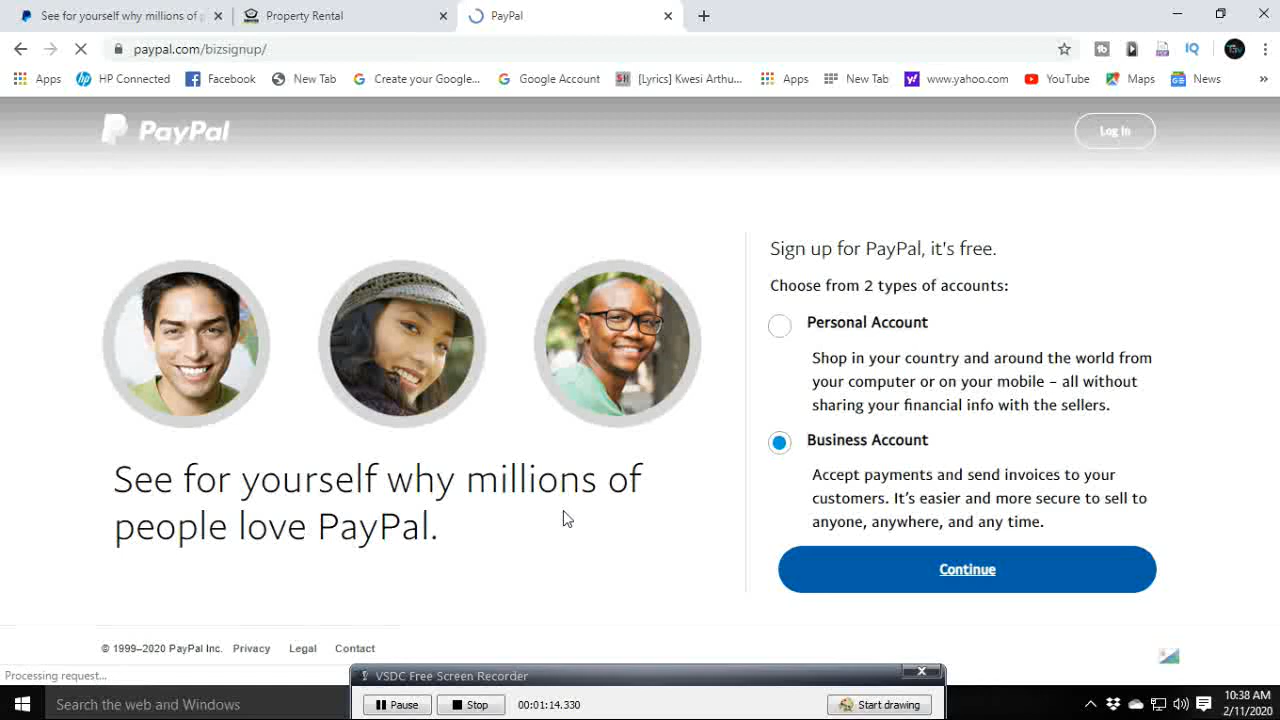 See for yourself why millions of p
Property Rental
PayPal
paypal.com/bizsignup/
Apps
HP Connected
Facebook
New Tab
Create your Google...
Google Account
[Lyrics] Kwesi Arthu...
Apps
New Tab
www.yahoo.com
YouTube
Maps
News
»
PayPal
Log In
Sign up for PayPal, it's free.
Choose from 2 types of accounts:
Personal Account
Shop in your country and around the world from
your computer or on your mobile – all without
sharing your financial info with the sellers.
Business Account
Accept payments and send invoices to your
customers. It’s easier and more secure to sell to
anyone, anywhere, and any time.
Continue
See for yourself why millions of
people love PayPal.
© 1999–2020 PayPal Inc.
Privacy
Legal
Contact
Processing request...
VSDC Free Screen Recorder
Pause
Stop
00:01:14.330
Start drawing
Search the web and Windows
10:38 AM
2/11/2020